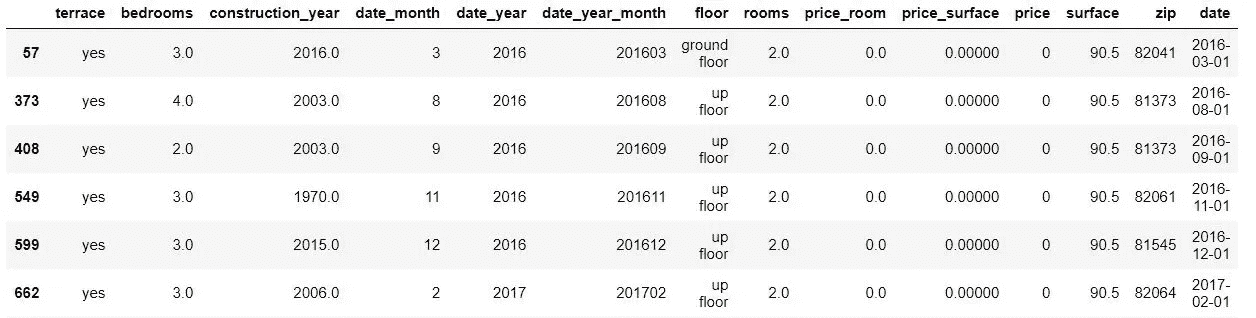 terrace bedrooms construction_year date_month date_year date_year_month floor rooms price_room price_surface price surface zip date
57 yes 3.0 2016.0 3 2016 201603 ground floor 2.0 0.0 0.00000 0 90.5 82041 2016-03-01
373 yes 4.0 2003.0 8 2016 201608 up floor 2.0 0.0 0.00000 0 90.5 81373 2016-08-01
408 yes 2.0 2003.0 9 2016 201609 up floor 2.0 0.0 0.00000 0 90.5 81373 2016-09-01
549 yes 3.0 1970.0 11 2016 201611 up floor 2.0 0.0 0.00000 0 90.5 82061 2016-11-01
599 yes 3.0 2015.0 12 2016 201612 up floor 2.0 0.0 0.00000 0 90.5 81545 2016-12-01
662 yes 3.0 2006.0 2 2017 201702 up floor 2.0 0.0 0.00000 0 90.5 82064 2017-02-01